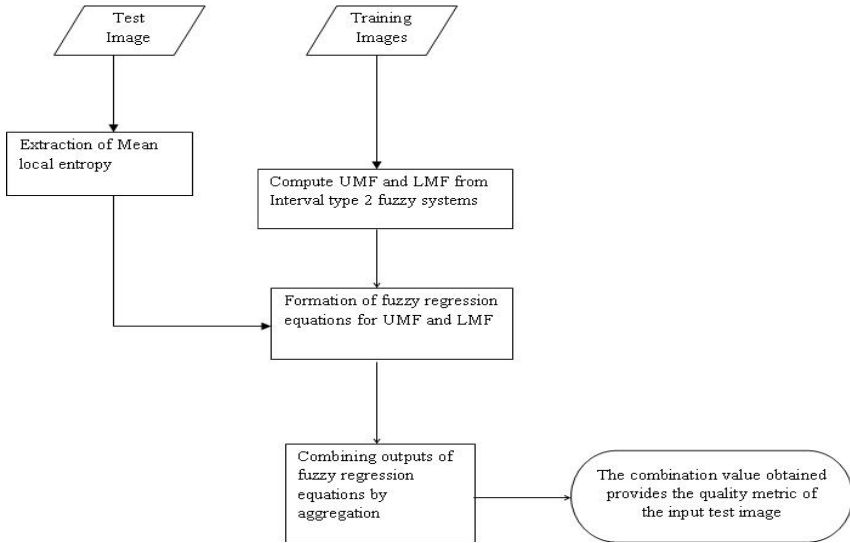 Test
Image
Training
Images
Extraction of Mean
local entropy
Compute UMF and LMF from
Interval type 2 fuzzy systems
Formation of fuzzy regression
equations for UMF and LMF
Combining outputs of
fuzzy regression
equations by
aggregation
The combination value obtained
provides the quality metric of
the input test image